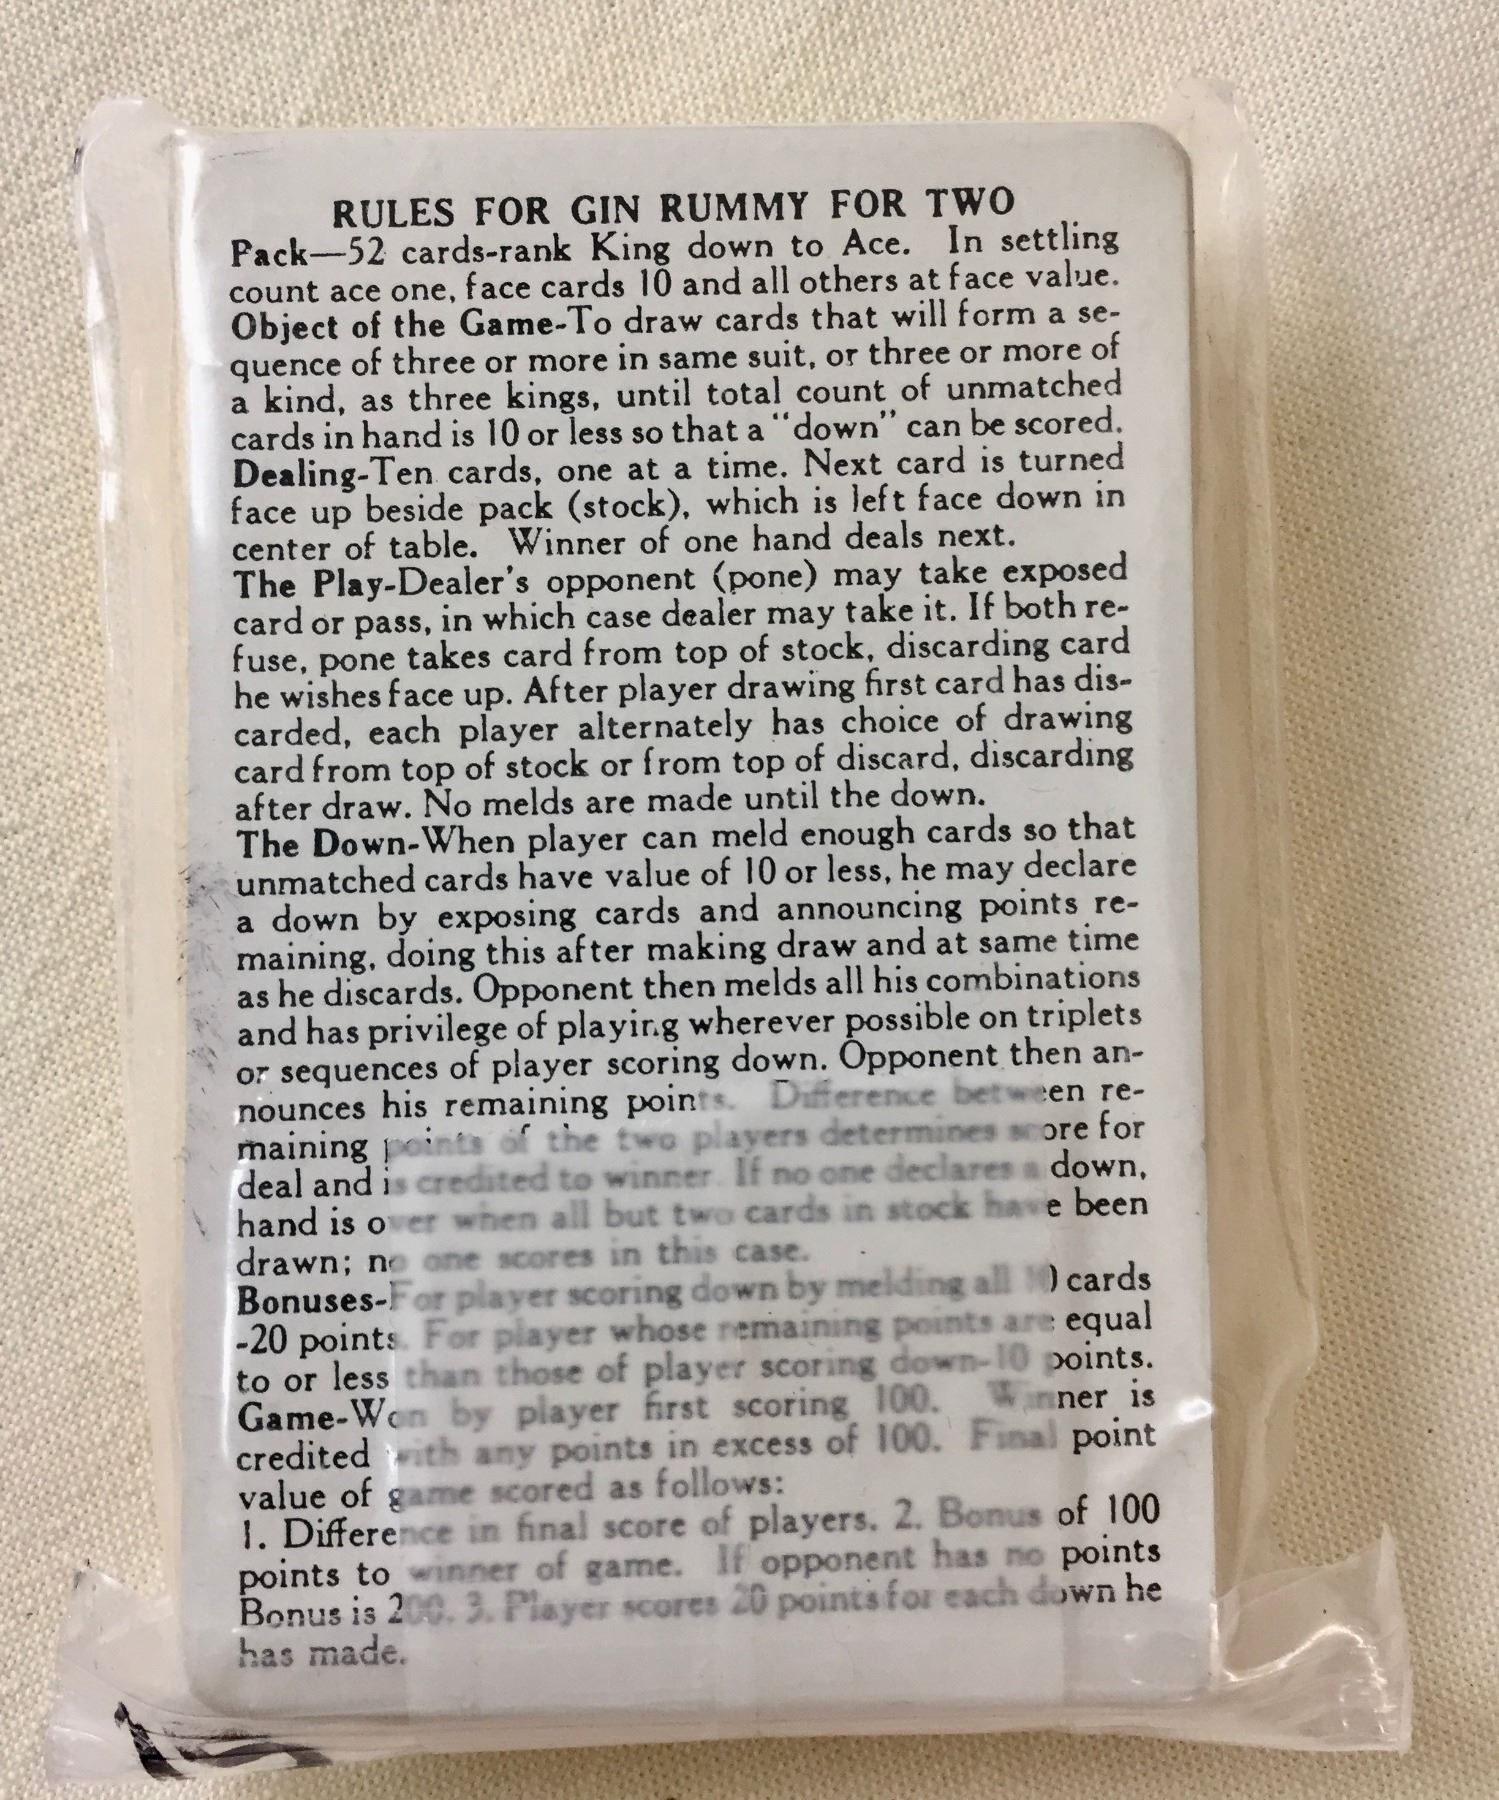 RULES FOR GIN RUMMY FOR TWO
Pack—52 cards-rank King down to Ace. In settling
count ace one, face cards 10 and all others at face value.
Object of the Game-To draw cards that will form a se-
quence of three or more in same suit, or three or more of
a kind, as three kings, until total count of unmatched
cards in hand is 10 or less so that a "down" can be scored.
Dealing-Ten cards, one at a time. Next card is turned
face up beside pack (stock), which is left face down in
center of table. Winner of one hand deals next.
The Play-Dealer's opponent (pone) may take exposed
card or pass, in which case dealer may take it. If both re-
fuse, pone takes card from top of stock, discarding card
he wishes face up. After player drawing first card has dis-
carded, each player alternately has choice of drawing
card from top of stock or from top of discard, discarding
after draw. No melds are made until the down.
The Down-When player can meld enough cards so that
unmatched cards have value of 10 or less, he may declare
a down by exposing cards and announcing points re-
maining, doing this after making draw and at same time
as he discards. Opponent then melds all his combinations
and has privilege of playing wherever possible on triplets
or sequences of player scoring down. Opponent then an-
nounces his remaining points. Difference between re-
maining points of the two players determines score for
deal and is credited to winner. If no one declares a down,
hand is over when all but two cards in stock have been
drawn; no one scores in this case.
Bonuses-For player scoring down by melding all 10 cards
-20 points. For player whose remaining points are equal
to or less than those of player scoring down-10 points.
Game-Won by player first scoring 100. Winner is
credited with any points in excess of 100. Final point
value of game scored as follows:
1. Difference in final score of players. 2. Bonus of 100
points to winner of game. If opponent has no points
Bonus is 200. 3. Player scores 20 points for each down he
has made.